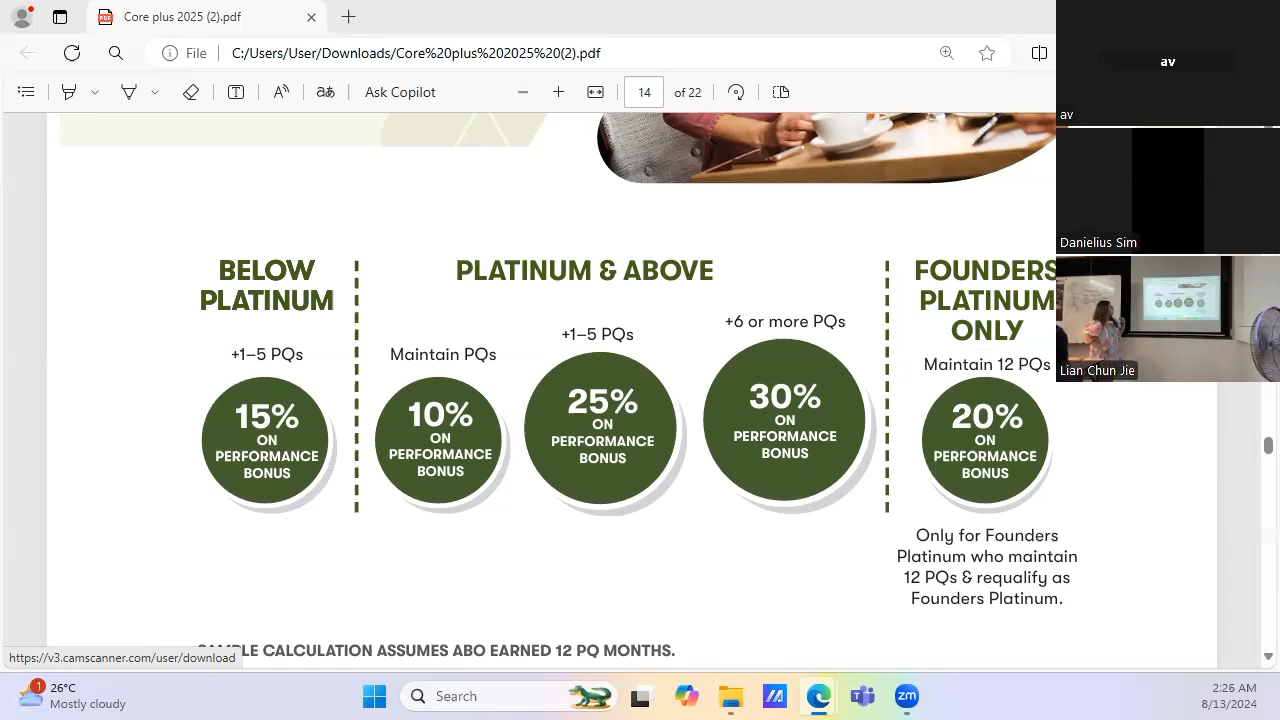 Core plus 2025 (2).pdf
File
C:/Users/User/Downloads/Core%20plus%202025%20(2).pdf
Ask Copilot
14
of 22
av
av
Danielius Sim
Lian Chun Jie
BELOW
PLATINUM
+1–5 PQs
15%
ON
PERFORMANCE
BONUS
PLATINUM & ABOVE
Maintain PQs
10%
ON
PERFORMANCE
BONUS
+1–5 PQs
25%
ON
PERFORMANCE
BONUS
+6 or more PQs
30%
ON
PERFORMANCE
BONUS
FOUNDERS
PLATINUM
ONLY
Maintain 12 PQs
20%
ON
PERFORMANCE
BONUS
Only for Founders
Platinum who maintain
12 PQs & requalify as
Founders Platinum.
SAMPLE CALCULATION ASSUMES ABO EARNED 12 PQ MONTHS.
https://v3.camscanner.com/user/download
1
26°C
Mostly cloudy
Search
zm
2:26 AM
8/13/2024